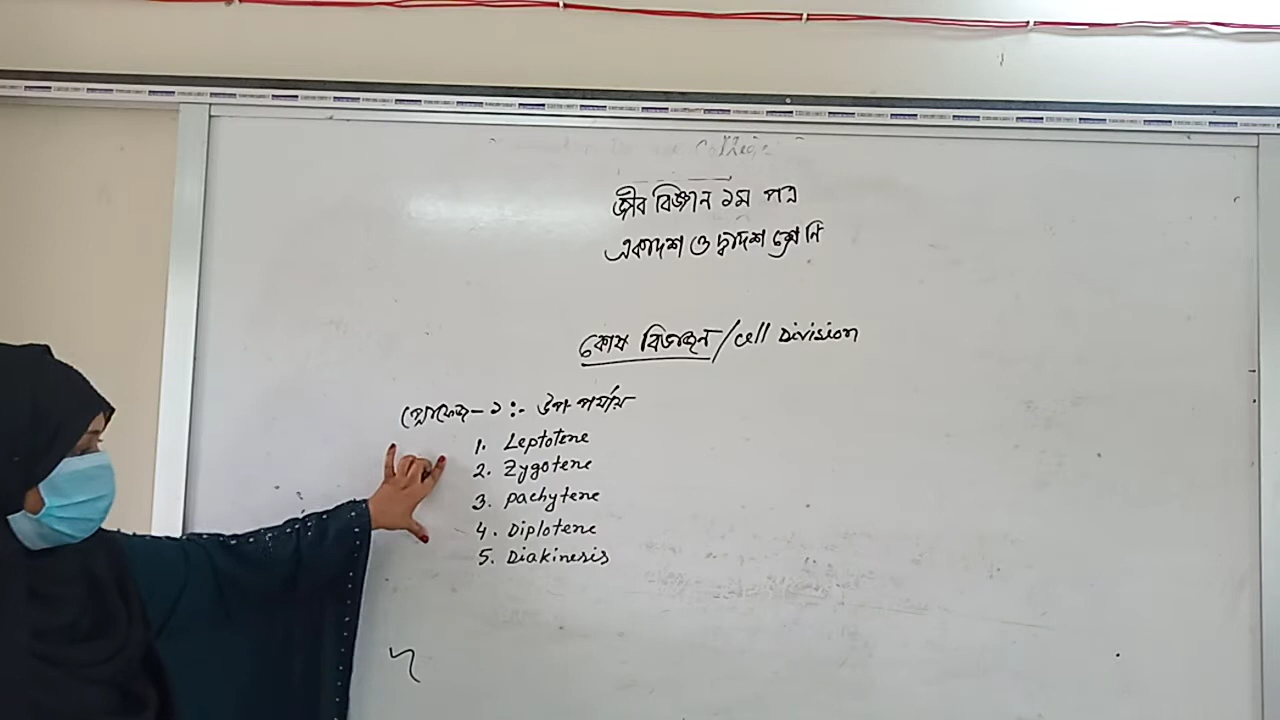 College
জীব বিজ্ঞান ১ম পত্র
একাদশ ও দ্বাদশ শ্রেনি
কোষ বিভাজন/cell Division
প্রোফেজ-১:- উপ পর্যায়
1. Leptotene
2. Zygotene
3. pachytene
4. Diplotene
5. Diakinesis